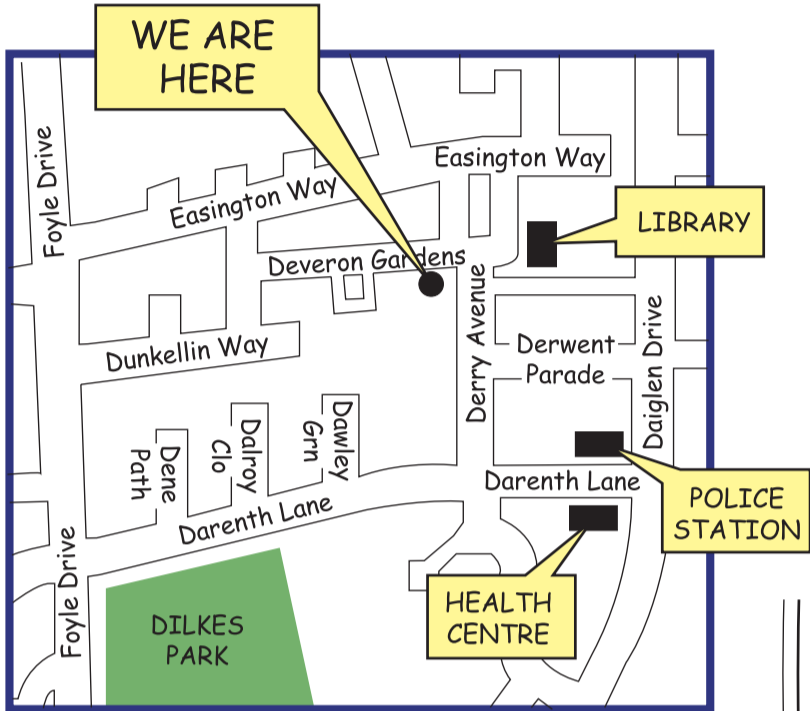 WE ARE
HERE
Easington Way
Foyle Drive
Easington Way
LIBRARY
Deveron Gardens
Derry Avenue
Daiglen Drive
Dunkellin Way
Derwent
Parade
Dene
Path
Dalroy
Clo
Dawley
Grn
Darenth Lane
Darenth Lane
POLICE
STATION
Foyle Drive
HEALTH
CENTRE
DILKES
PARK